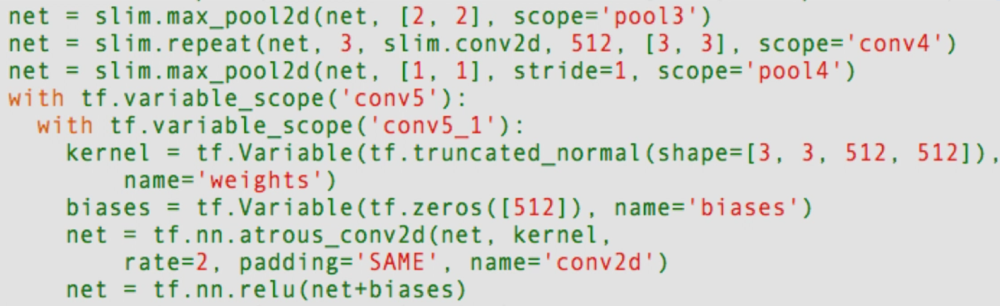 net = slim.max_pool2d(net, [2, 2], scope='pool3')
net = slim.repeat(net, 3, slim.conv2d, 512, [3, 3], scope='conv4')
net = slim.max_pool2d(net, [1, 1], stride=1, scope='pool4')
with tf.variable_scope('conv5'):
  with tf.variable_scope('conv5_1'):
    kernel = tf.Variable(tf.truncated_normal(shape=[3, 3, 512, 512]),
        name='weights')
    biases = tf.Variable(tf.zeros([512]), name='biases')
    net = tf.nn.atrous_conv2d(net, kernel,
        rate=2, padding='SAME', name='conv2d')
    net = tf.nn.relu(net+biases)